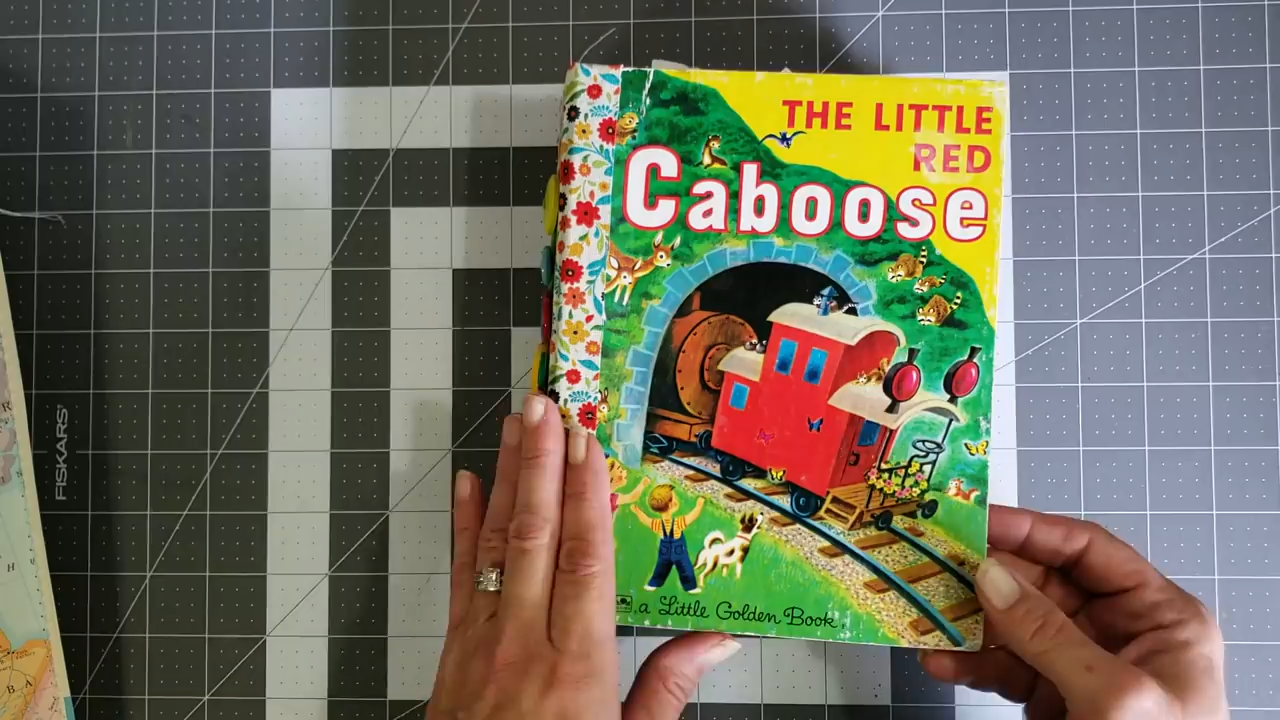 THE LITTLE
RED
Caboose
a Little Golden Book
FISKARS
R
H
B A